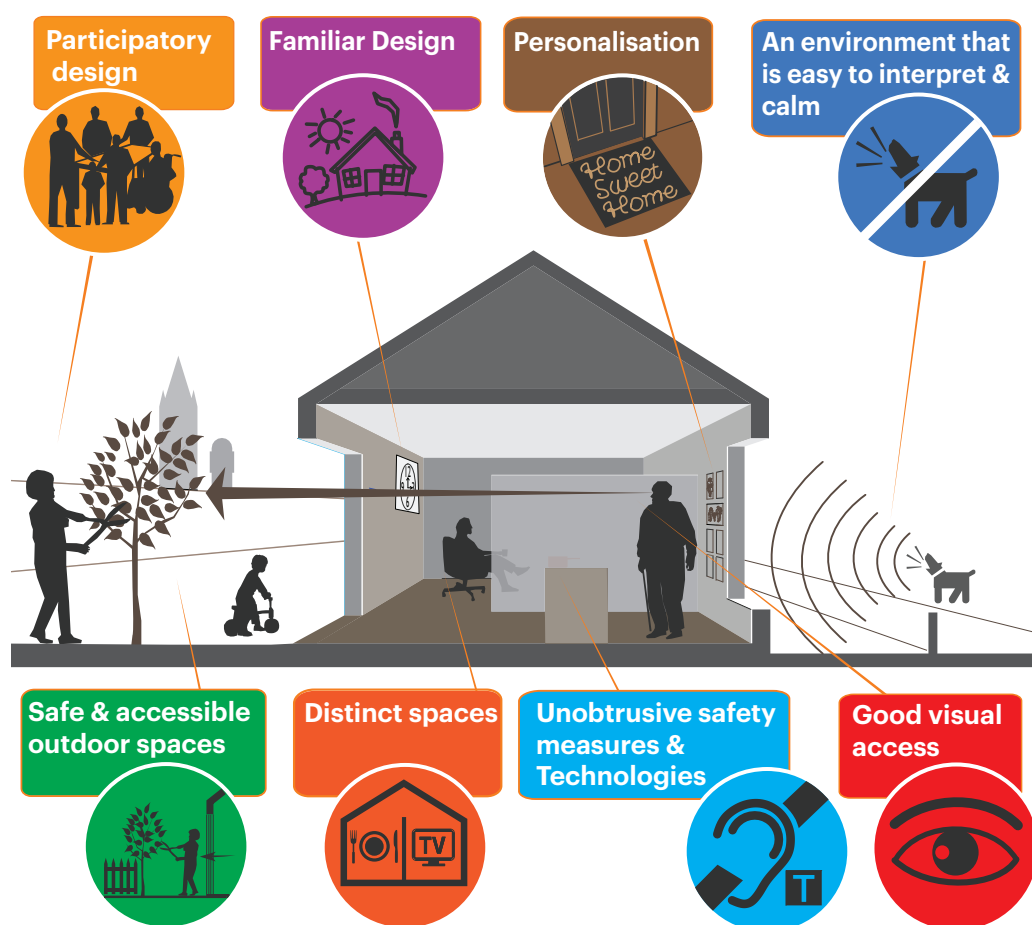 Participatory
design
Familiar Design
Personalisation
An environment that
is easy to interpret &
calm
Home
Sweet
Home
Safe & accessible
outdoor spaces
Distinct spaces
TV
Unobtrusive safety
measures &
Technologies
T
Good visual
access